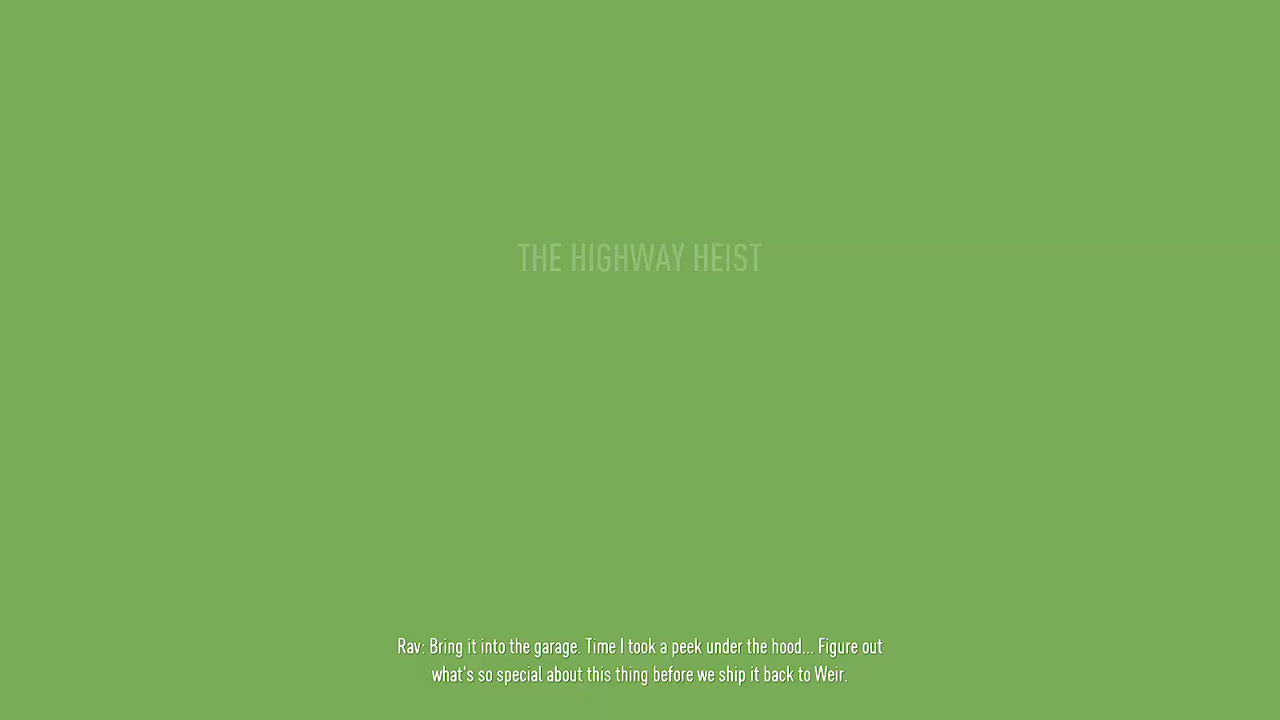 THE HIGHWAY HEIST
Rav: Bring it into the garage. Time I took a peek under the hood... Figure out
what's so special about this thing before we ship it back to Weir.